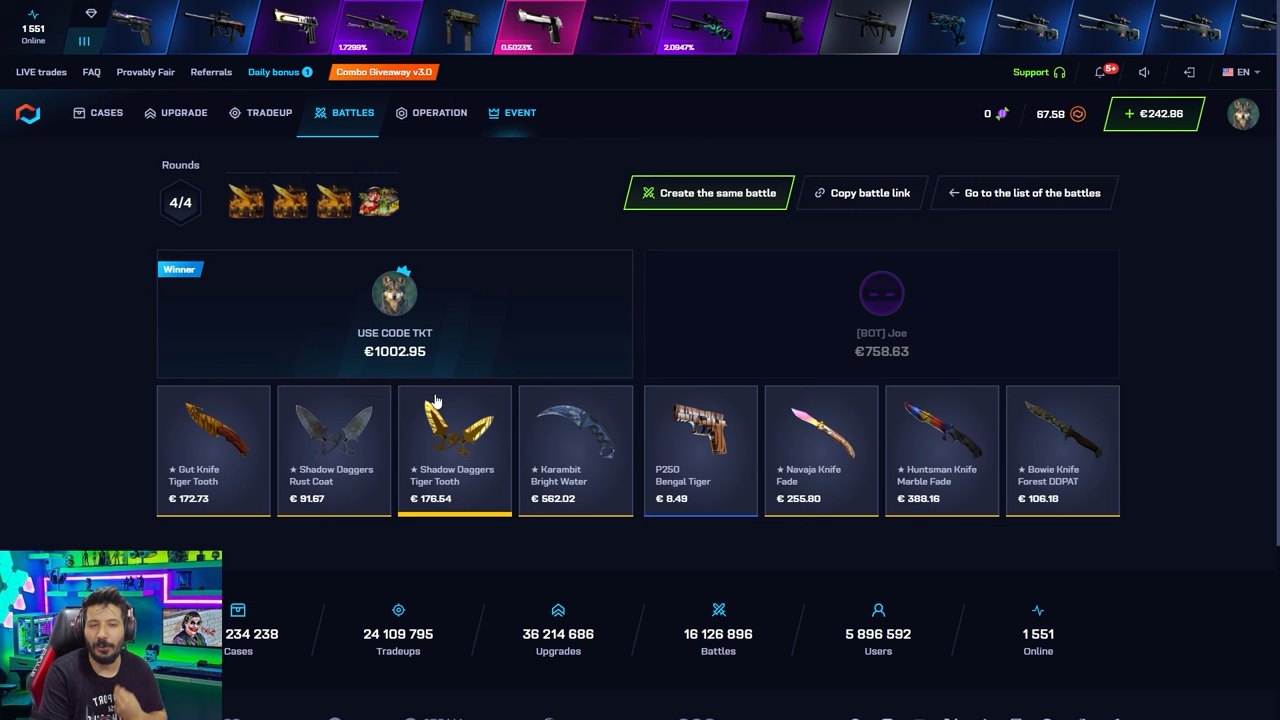 1 551
Online
1.7299%
0.5023%
2.0947%
LIVE trades
FAQ
Provably Fair
Referrals
Daily bonus 1
Combo Giveaway v3.0
Support
5+
EN
CASES
UPGRADE
TRADEUP
BATTLES
OPERATION
EVENT
0
67.58
+ €242.86
Rounds
4/4
Create the same battle
Copy battle link
Go to the list of the battles
Winner
USE CODE TKT
€1002.95
[BOT] Joe
€758.63
★ Gut Knife
Tiger Tooth
€ 172.73
★ Shadow Daggers
Rust Coat
€ 91.67
★ Shadow Daggers
Tiger Tooth
€ 176.54
★ Karambit
Bright Water
€ 562.02
P250
Bengal Tiger
€ 8.49
★ Navaja Knife
Fade
€ 255.80
★ Huntsman Knife
Marble Fade
€ 388.16
★ Bowie Knife
Forest DDPAT
€ 106.18
234 238
Cases
24 109 795
Tradeups
36 214 686
Upgrades
16 126 896
Battles
5 896 592
Users
1 551
Online